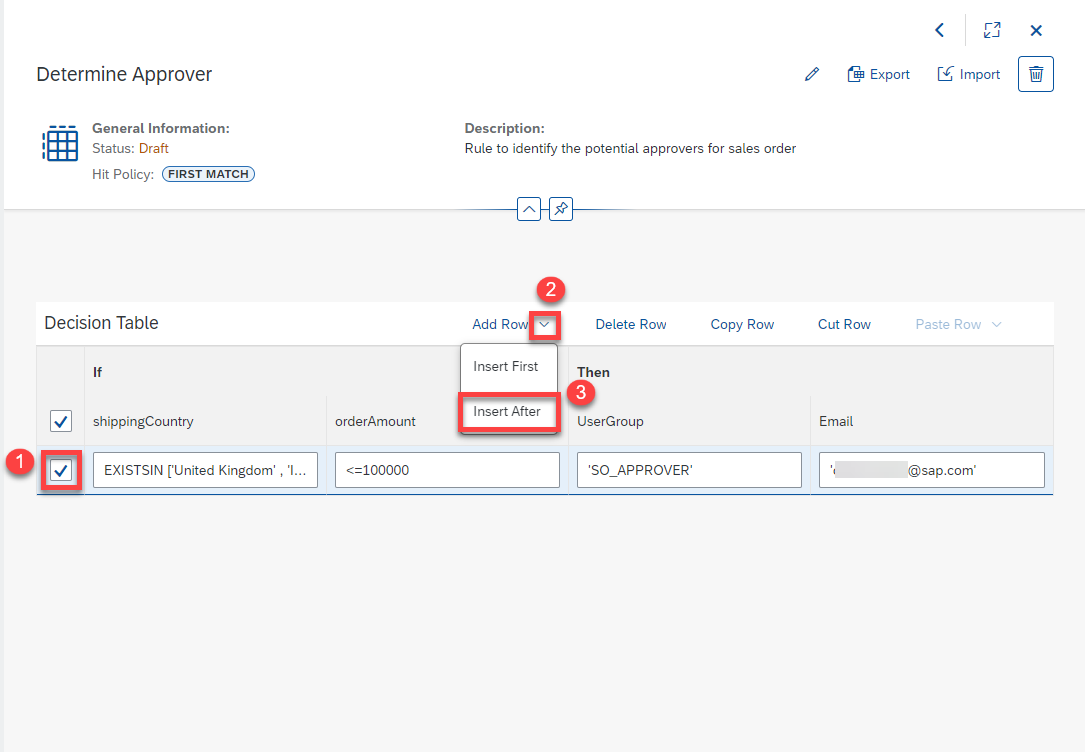 Determine Approver
Export
Import
General Information:
Status: Draft
Hit Policy: FIRST MATCH
Description:
Rule to identify the potential approvers for sales order
2
Decision Table
Add Row
Delete Row
Copy Row
Cut Row
Paste Row
Insert First
3
Insert After
If
Then
shippingCountry
orderAmount
UserGroup
Email
1
EXISTSIN ['United Kingdom' , 'I...
<=100000
'SO_APPROVER'
@sap.com'